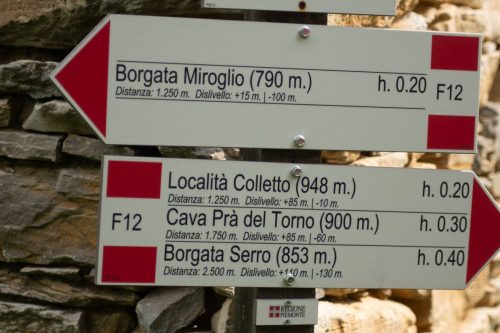 Borgata Miroglio (790 m.) h. 0.20
Distanza: 1.250 m. Dislivello: +15 m. | -100 m.
F12
Località Colletto (948 m.) h. 0.20
Distanza: 1.250 m. Dislivello: +85 m. | -10 m.
F12
Cava Prà del Torno (900 m.) h. 0.30
Distanza: 1.750 m. Dislivello: +85 m. | -60 m.
Borgata Serro (853 m.) h. 0.40
Distanza: 2.500 m. Dislivello: +110 m. | -130 m.
REGIONE
PIEMONTE